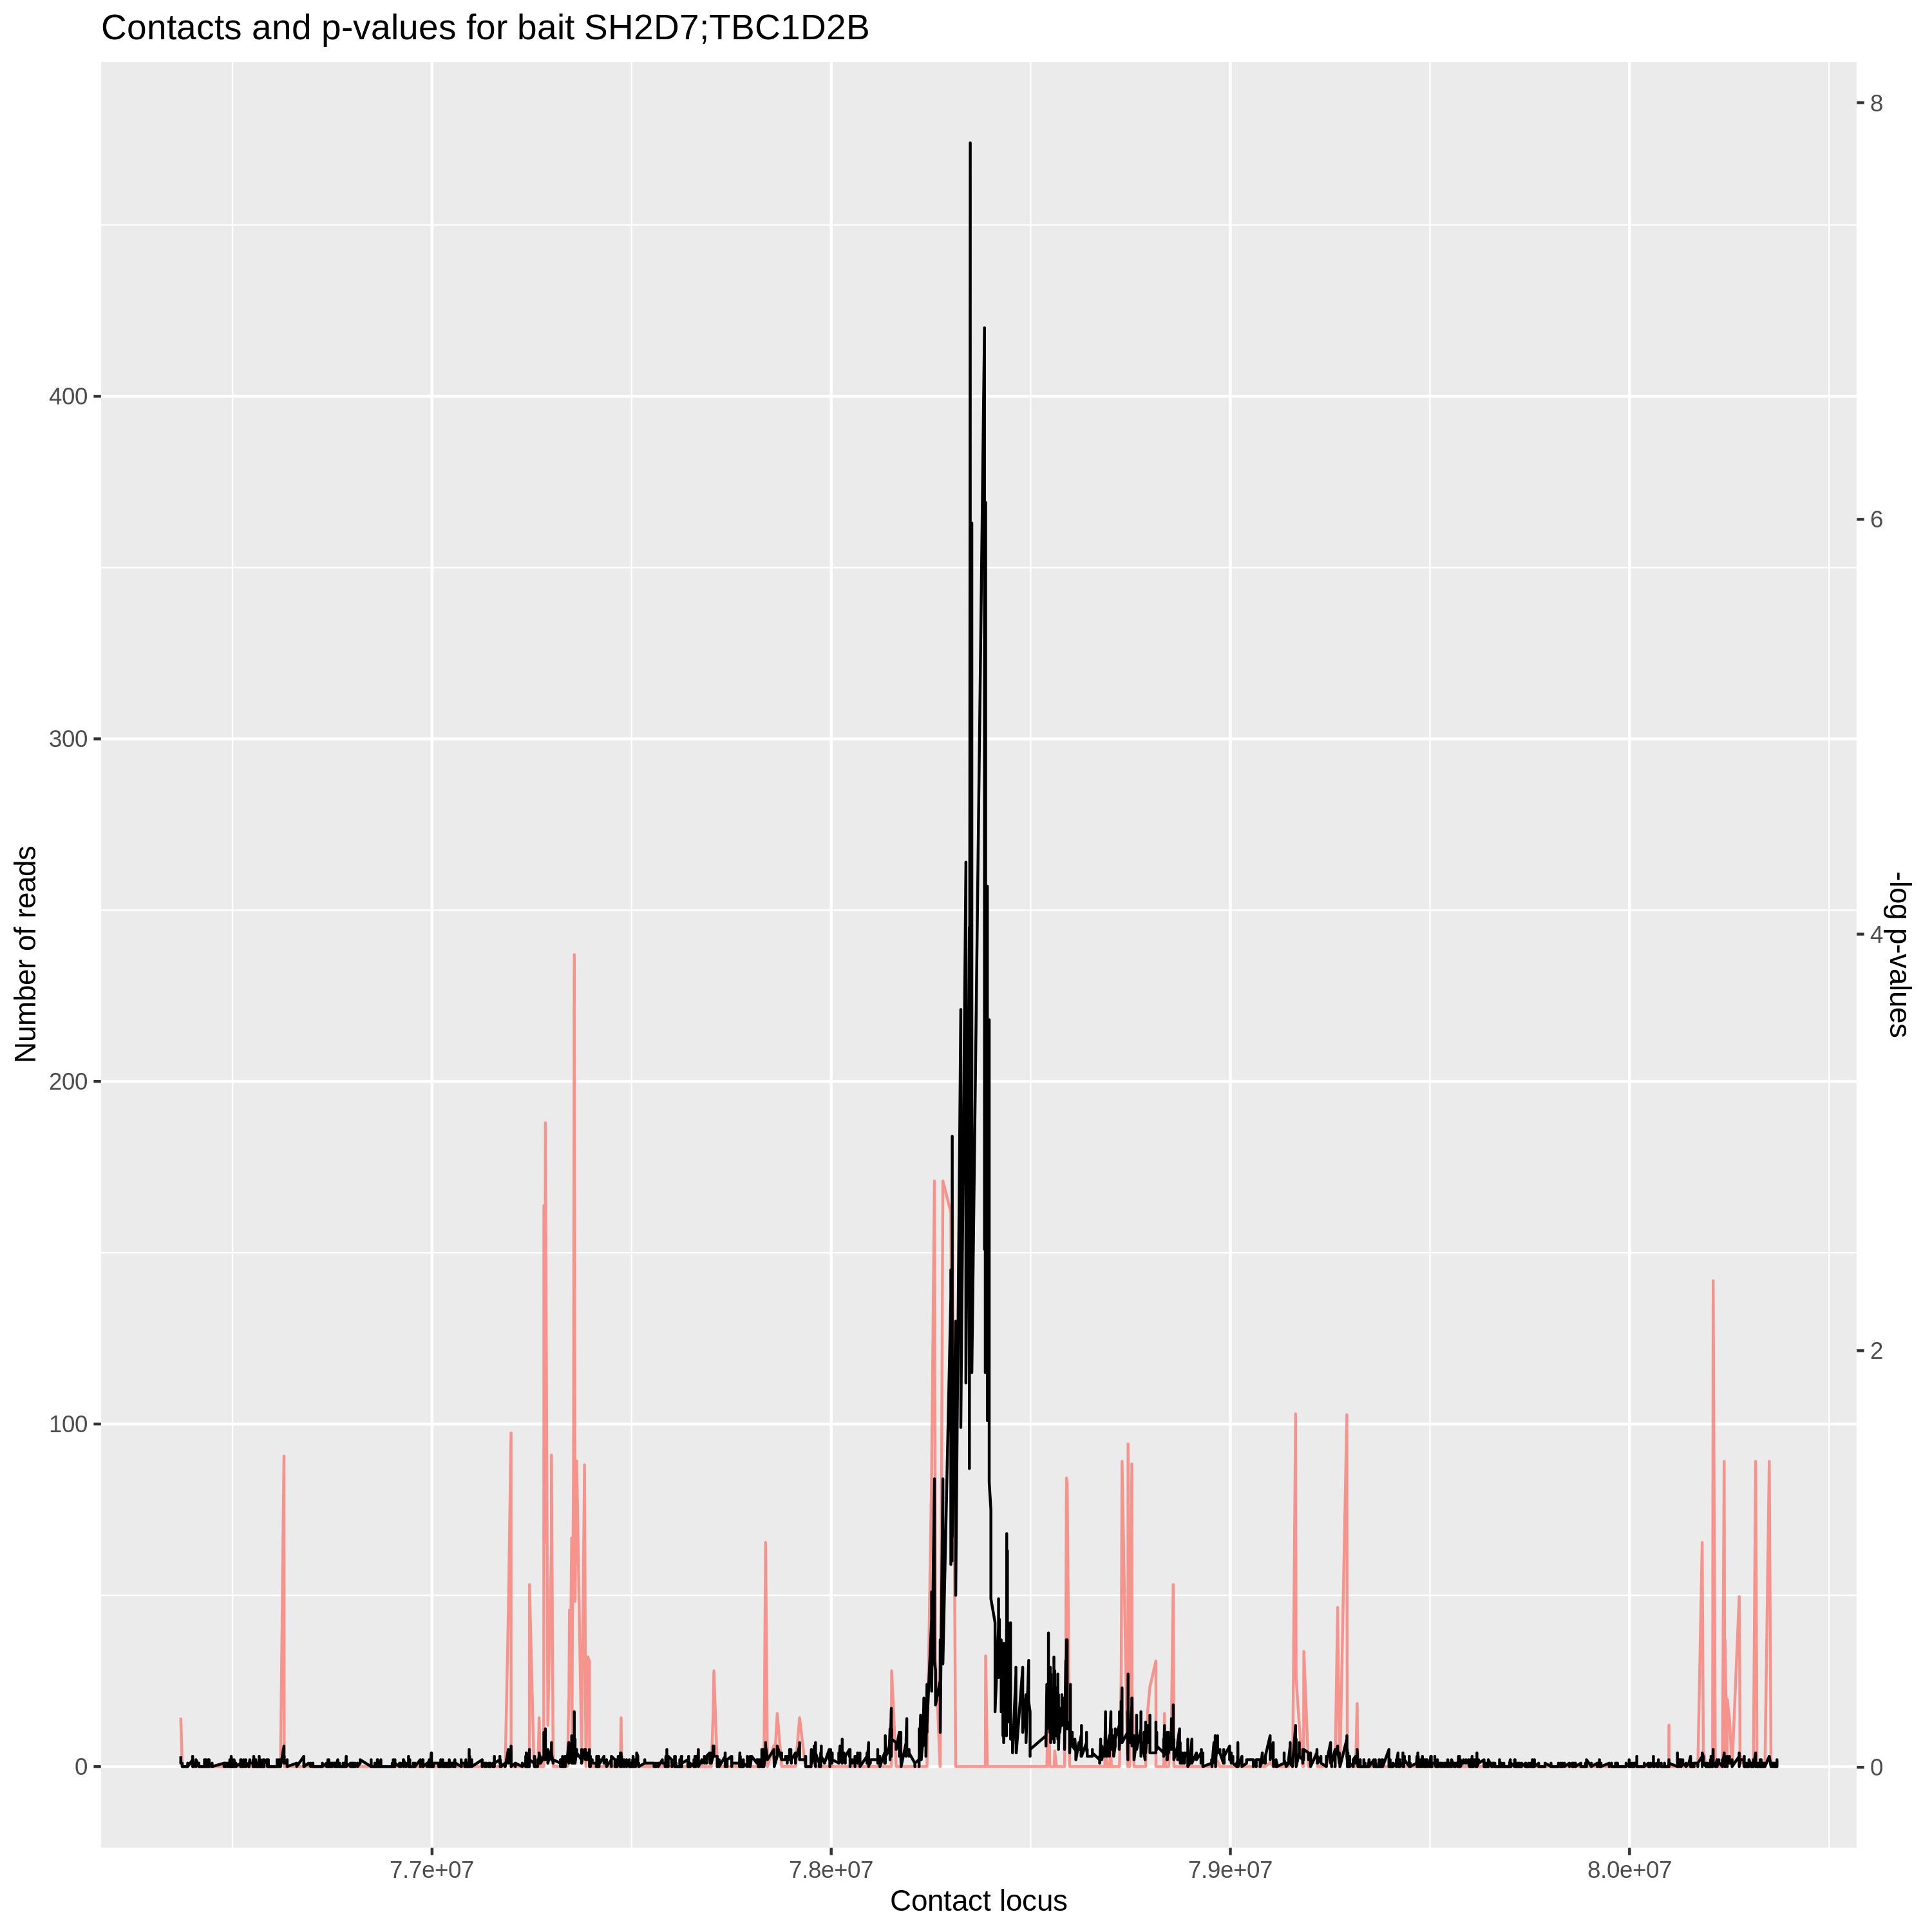 Contacts and p-values for bait SH2D7;TBC1D2B
8
400
6
300
Number of reads
-log p-values
4
200
2
100
0
0
7.7e+07
7.8e+07
7.9e+07
8.0e+07
Contact locus